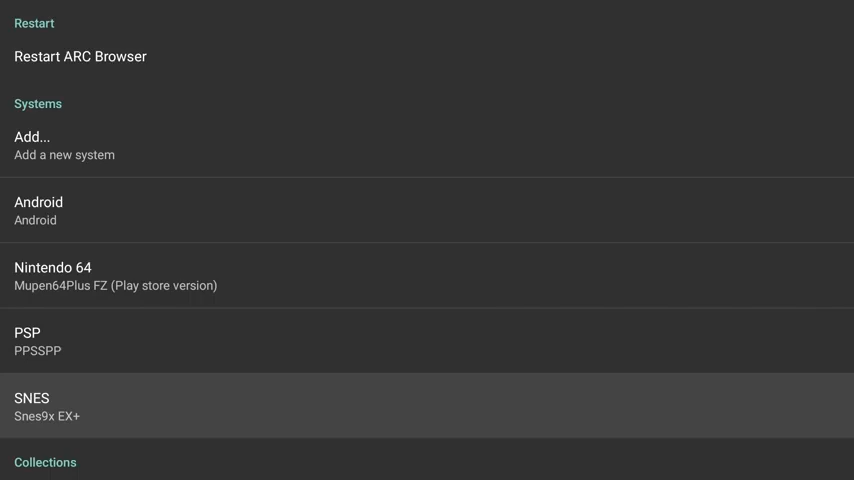 Restart
Restart ARC Browser
Systems
Add...
Add a new system
Android
Android
Nintendo 64
Mupen64Plus FZ (Play store version)
PSP
PPSSPP
SNES
Snes9x EX+
Collections